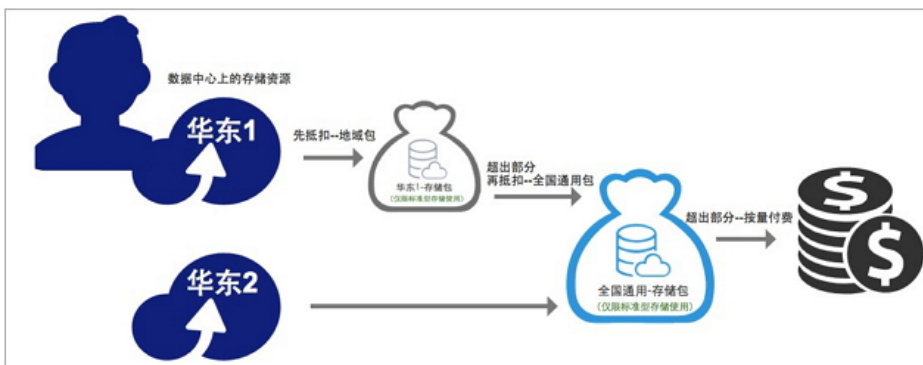 数据中心上的存储资源
华东1
先抵扣--地域包
华东1-存储包
(仅限标准型存储使用)
超出部分
再抵扣--全国通用包
超出部分--按量付费
华东2
全国通用-存储包
(仅限标准型存储使用)
$
$